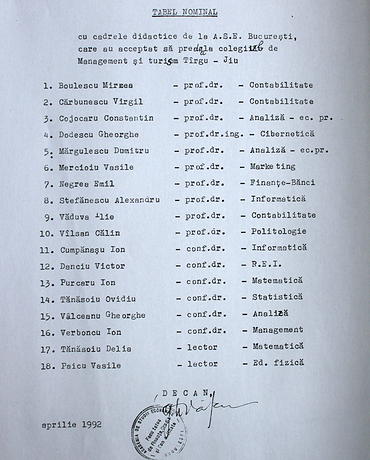 TABEL NOMINAL
cu cadrele didactice de la A.S.E. București,
care au acceptat să preda la colegiul de
Management și turism Tîrgu - Jiu
1. Boulescu Mircea - prof.dr. - Contabilitate
2. Cărbunescu Virgil - prof.dr. - Contabilitate
3. Cojocaru Constantin - prof.dr. - Analiză - ec. pr.
4. Dodescu Gheorghe - prof.dr.ing. - Cibernetică
5. Mărgulescu Dumitru - prof.dr. - Analiză - ec.pr.
6. Mercioiu Vasile - prof.dr. - Marketing
7. Negrea Emil - prof.dr. - Finanțe-Bănci
8. Stefănescu Alexandru - prof.dr. - Informatică
9. Văduva Ilie - prof.dr. - Contabilitate
10. Vîlsan Călin - prof.dr. - Politologie
11. Cumpănașu Ion - conf.dr. - Informatică
12. Danciu Victor - conf.dr. - R.E.I.
13. Purcaru Ion - conf.dr. - Matematică
14. Tănăsoiu Ovidiu - conf.dr. - Statistică
15. Vâlceanu Gheorghe - conf.dr. - Analiză
16. Verboncu Ion - conf.dr. - Management
17. Tănăsoiu Delia - lector - Matematică
18. Paicu Vasile - lector - Ed. fizică
DECAN,
aprilie 1992